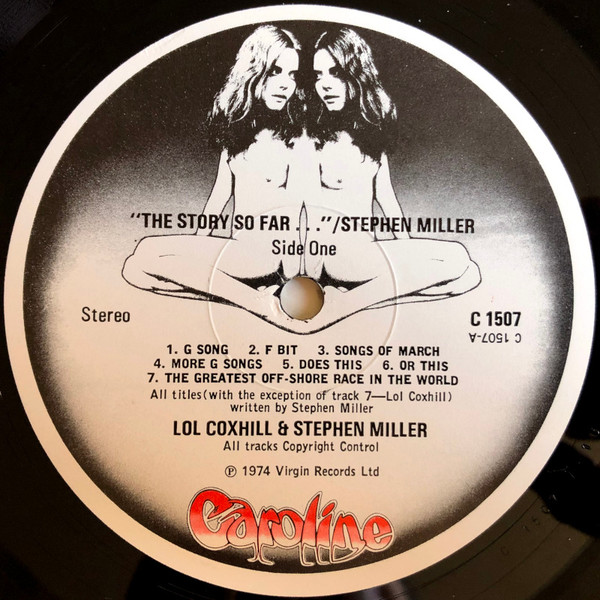 "THE STORY SO FAR . . ."/STEPHEN MILLER
Side One
Stereo
C 1507
C 1507-A
1. G SONG 2. F BIT 3. SONGS OF MARCH
4. MORE G SONGS 5. DOES THIS 6. OR THIS
7. THE GREATEST OFF-SHORE RACE IN THE WORLD
All titles(with the exception of track 7—Lol Coxhill)
written by Stephen Miller
LOL COXHILL & STEPHEN MILLER
All tracks Copyright Control
℗ 1974 Virgin Records Ltd
Caroline